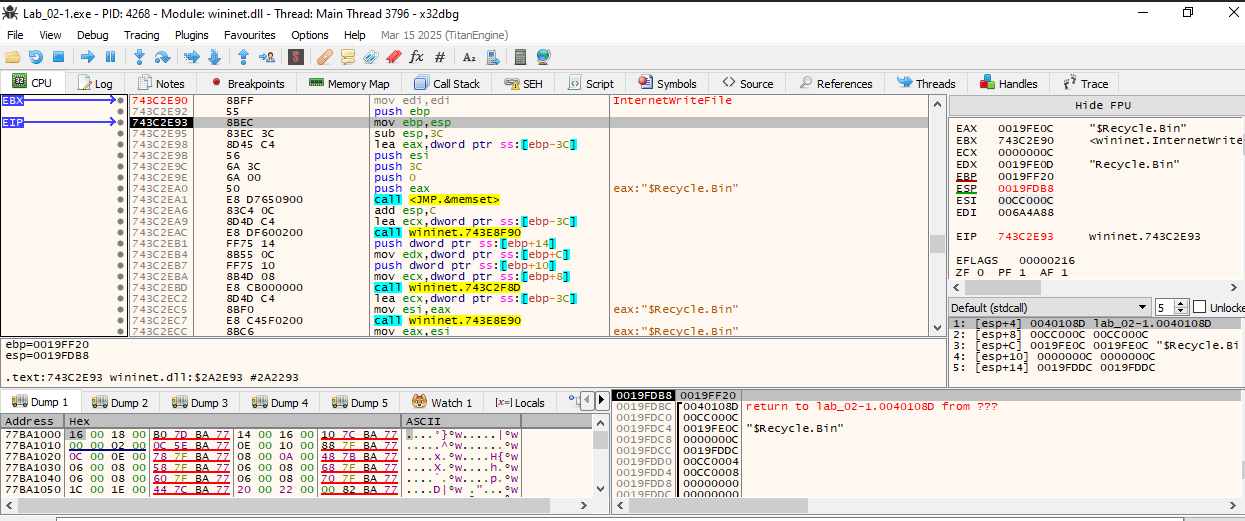 Lab_02-1.exe - PID: 4268 - Module: wininet.dll - Thread: Main Thread 3796 - x32dbg
File View Debug Tracing Plugins Favourites Options Help Mar 15 2025 (TitanEngine)
CPU Log Notes Breakpoints Memory Map Call Stack SEH Script Symbols Source References Threads Handles Trace
EBX 743C2E90 8BFF mov edi,edi InternetWriteFile
743C2E92 55 push ebp
EIP 743C2E93 8BEC mov ebp,esp
743C2E95 83EC 3C sub esp,3C
743C2E98 8D45 C4 lea eax,dword ptr ss:[ebp-3C]
743C2E9B 56 push esi
743C2E9C 6A 3C push 3C
743C2E9E 6A 00 push 0
743C2EA0 50 push eax eax:"$Recycle.Bin"
743C2EA1 E8 D7650900 call <JMP.&memset>
743C2EA6 83C4 0C add esp,C
743C2EA9 8D4D C4 lea ecx,dword ptr ss:[ebp-3C]
743C2EAC E8 DF600200 call wininet.743E8F90
743C2EB1 FF75 14 push dword ptr ss:[ebp+14]
743C2EB4 8B55 0C mov edx,dword ptr ss:[ebp+C]
743C2EB7 FF75 10 push dword ptr ss:[ebp+10]
743C2EBA 8B4D 08 mov ecx,dword ptr ss:[ebp+8]
743C2EBD E8 CB000000 call wininet.743C2F8D
743C2EC2 8D4D C4 lea ecx,dword ptr ss:[ebp-3C]
743C2EC5 8BF0 mov esi,eax eax:"$Recycle.Bin"
743C2EC7 E8 C45F0200 call wininet.743E8E90
743C2ECC 8BC6 mov eax,esi eax:"$Recycle.Bin"
Hide FPU
EAX 0019FE0C "$Recycle.Bin"
EBX 743C2E90 <wininet.InternetWrite
ECX 0000000C
EDX 0019FE0D "Recycle.Bin"
EBP 0019FF20
ESP 0019FDB8
ESI 00CC000C
EDI 006A4A88
EIP 743C2E93 wininet.743C2E93
EFLAGS 00000216
ZF 0 PF 1 AF 1
Default (stdcall) 5 Unlocke
1: [esp+4] 0040108D lab_02-1.0040108D
2: [esp+8] 00CC000C 00CC000C
3: [esp+C] 0019FE0C 0019FE0C "$Recycle.Bi
4: [esp+10] 0000000C 0000000C
5: [esp+14] 0019FDDC 0019FDDC
ebp=0019FF20
esp=0019FDB8
.text:743C2E93 wininet.dll:$2A2E93 #2A2293
Dump 1 Dump 2 Dump 3 Dump 4 Dump 5 Watch 1 [x=] Locals
Address Hex ASCII
77BA1000 16 00 18 00 B0 7D BA 77 14 00 16 00 10 7C BA 77 ....°}°w.....|°w
77BA1010 00 00 02 00 0C 5E BA 77 0E 00 10 00 88 7F BA 77 .....^°w......°w
77BA1020 0C 00 0E 00 78 7F BA 77 08 00 0A 00 48 7B BA 77 ....x.°w....H{°w
77BA1030 06 00 08 00 58 7F BA 77 06 00 08 00 68 7F BA 77 ....X.°w....h.°w
77BA1040 06 00 08 00 60 7F BA 77 06 00 08 00 70 7F BA 77 ....`.°w....p.°w
77BA1050 1C 00 1E 00 44 7C BA 77 20 00 22 00 00 82 BA 77 ....D|°w ."...°w
0019FDB8 0019FF20
0019FDBC 0040108D return to lab_02-1.0040108D from ???
0019FDC0 00CC000C
0019FDC4 0019FE0C "$Recycle.Bin"
0019FDC8 0000000C
0019FDCC 0019FDDC
0019FDD0 00CC0004
0019FDD4 00CC0008
0019FDD8 00000000
0019FDDC 00000000